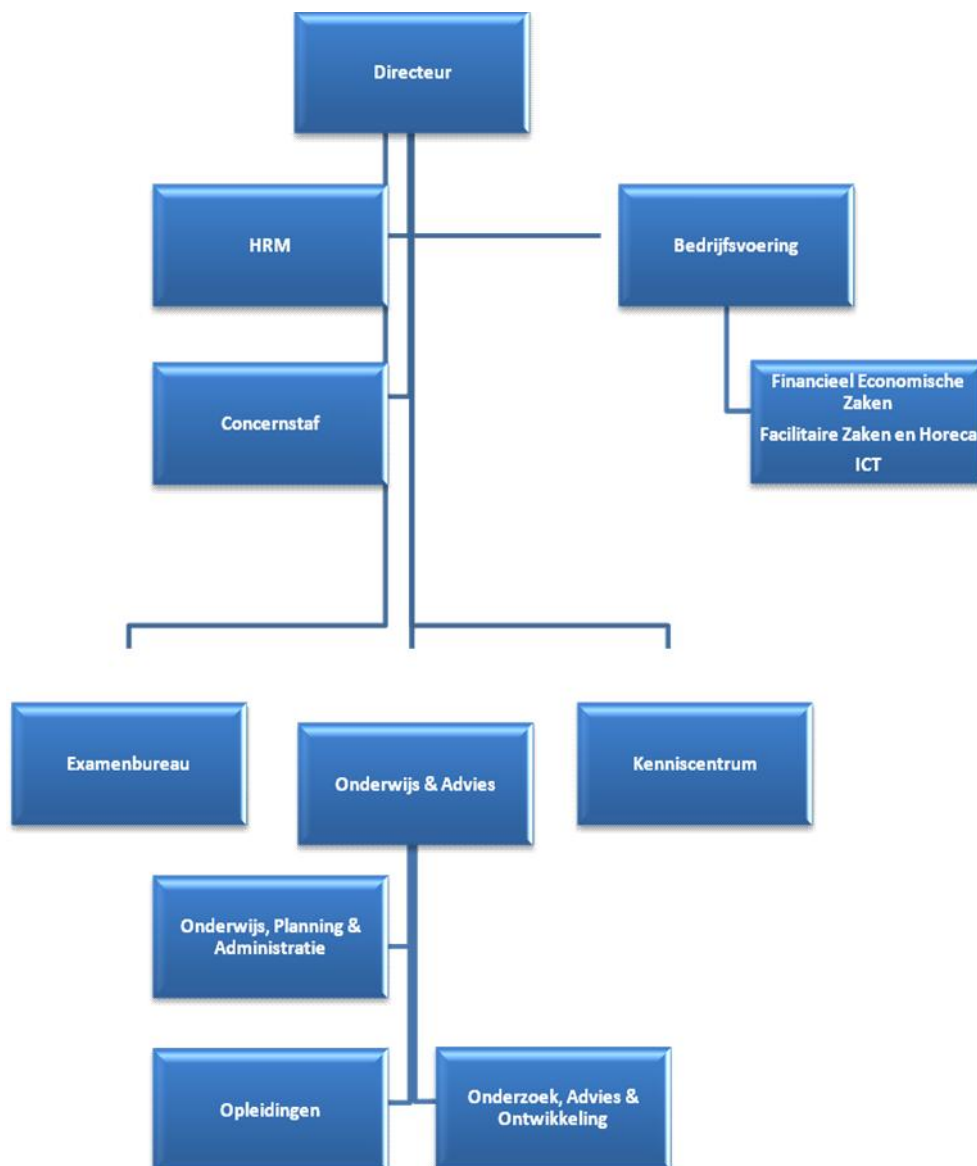 Directeur
HRM
Bedrijfsvoering
Concernstaf
Financieel Economische
Zaken
Facilitaire Zaken en Horeca
ICT
Examenbureau
Onderwijs & Advies
Kenniscentrum
Onderwijs, Planning &
Administratie
Opleidingen
Onderzoek, Advies &
Ontwikkeling